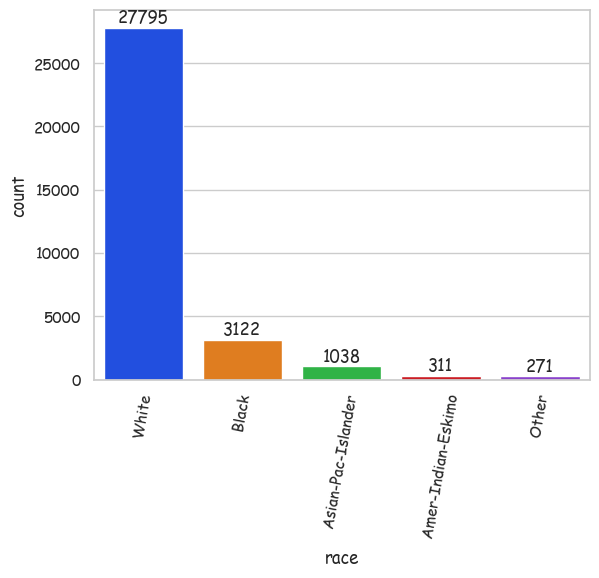 27795
25000
20000
15000
10000
5000
0
count
3122
1038
311
271
White
Black
Asian-Pac-Islander
Amer-Indian-Eskimo
Other
race